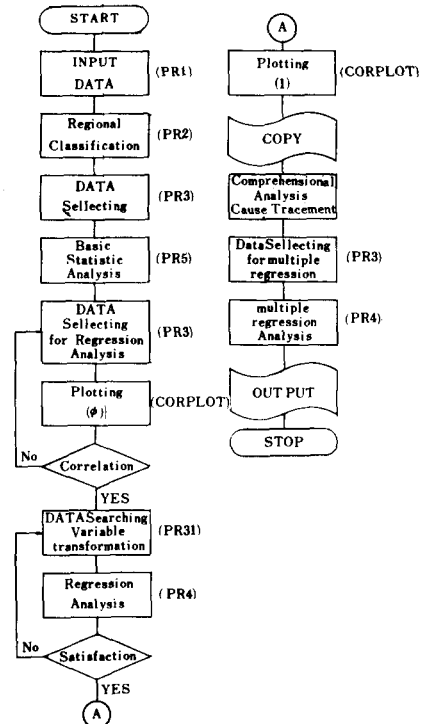 START
INPUT
DATA
(PR1)
Regional
Classification
(PR2)
DATA
Sellecting
(PR3)
Basic
Statistic
Analysis
(PR5)
DATA
Sellecting
for Regression
Analysis
(PR3)
Plotting
(ø)
(CORPLOT)
No
Correlation
YES
DATASearching
Variable
transformation
(PR31)
Regression
Analysis
(PR4)
No
Satisfaction
YES
A
A
Plotting
(1)
(CORPLOT)
COPY
Comprehensional
Analysis
Cause Tracement
DataSellecting
for multiple
regression
(PR3)
multiple
regression
Analysis
(PR4)
OUT PUT
STOP